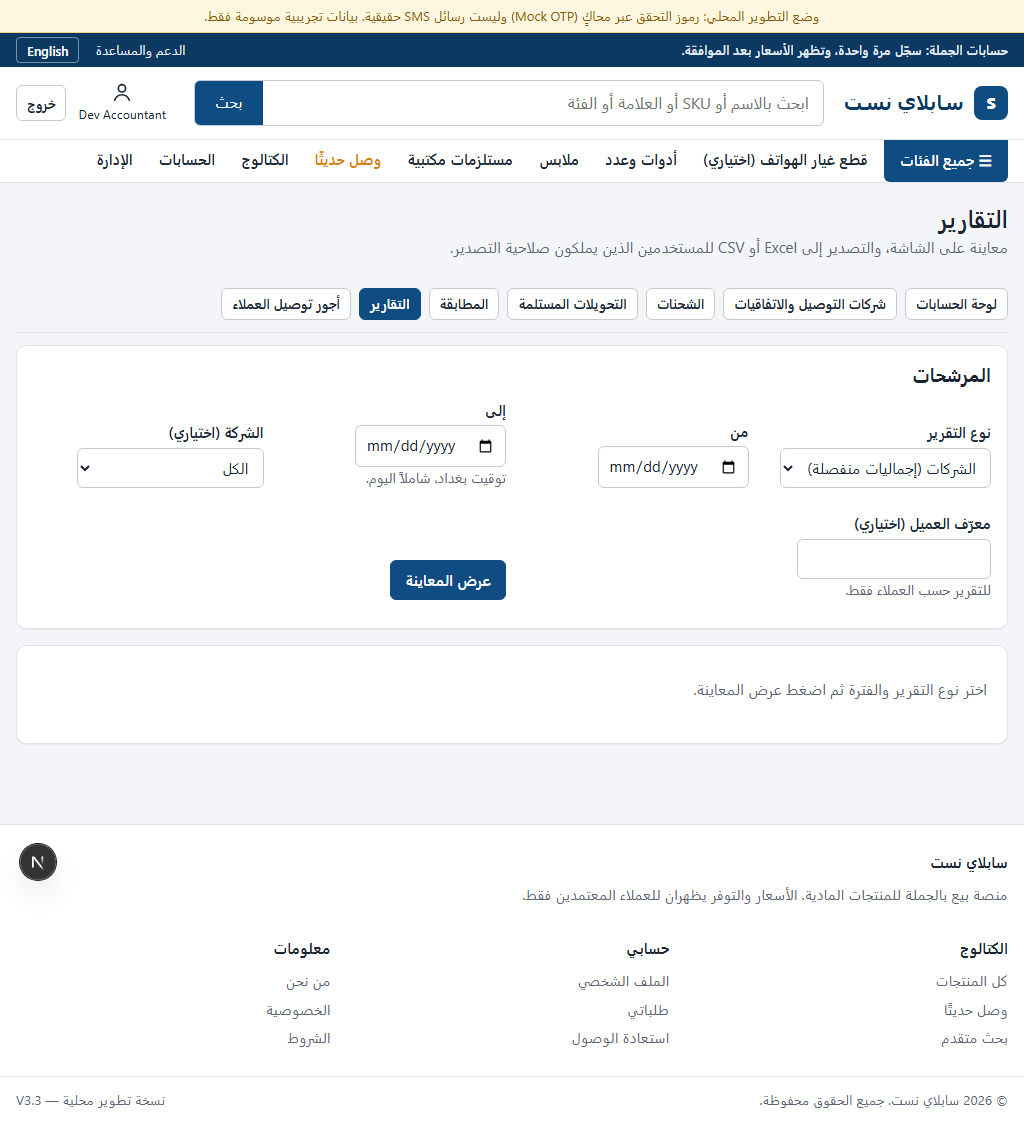 وضع التطوير المحلي: رموز التحقق عبر محاكٍ (Mock OTP) وليست رسائل SMS حقيقية. بيانات تجريبية موسومة فقط.
حسابات الجملة: سجّل مرة واحدة، وتظهر الأسعار بعد الموافقة.
الدعم والمساعدة
English
S
سابلاي نست
ابحث بالاسم أو SKU أو العلامة أو الفئة
بحث
Dev Accountant
خروج
☰ جميع الفئات
قطع غيار الهواتف (اختياري)
أدوات وعدد
ملابس
مستلزمات مكتبية
وصل حديثًا
الكتالوج
الحسابات
الإدارة
التقارير
معاينة على الشاشة، والتصدير إلى Excel أو CSV للمستخدمين الذين يملكون صلاحية التصدير.
لوحة الحسابات
شركات التوصيل والاتفاقيات
الشحنات
التحويلات المستلمة
المطابقة
التقارير
أجور توصيل العملاء
المرشحات
نوع التقرير
الشركات (إجماليات منفصلة)
من
mm/dd/yyyy
إلى
mm/dd/yyyy
توقيت بغداد، شاملاً اليوم.
الشركة (اختياري)
الكل
معرّف العميل (اختياري)
للتقرير حسب العملاء فقط.
عرض المعاينة
اختر نوع التقرير والفترة ثم اضغط عرض المعاينة.
سابلاي نست
منصة بيع بالجملة للمنتجات المادية. الأسعار والتوفر يظهران للعملاء المعتمدين فقط.
N
الكتالوج
كل المنتجات
وصل حديثًا
بحث متقدم
حسابي
الملف الشخصي
طلباتي
استعادة الوصول
معلومات
من نحن
الخصوصية
الشروط
© 2026 سابلاي نست. جميع الحقوق محفوظة.
نسخة تطوير محلية — V3.3